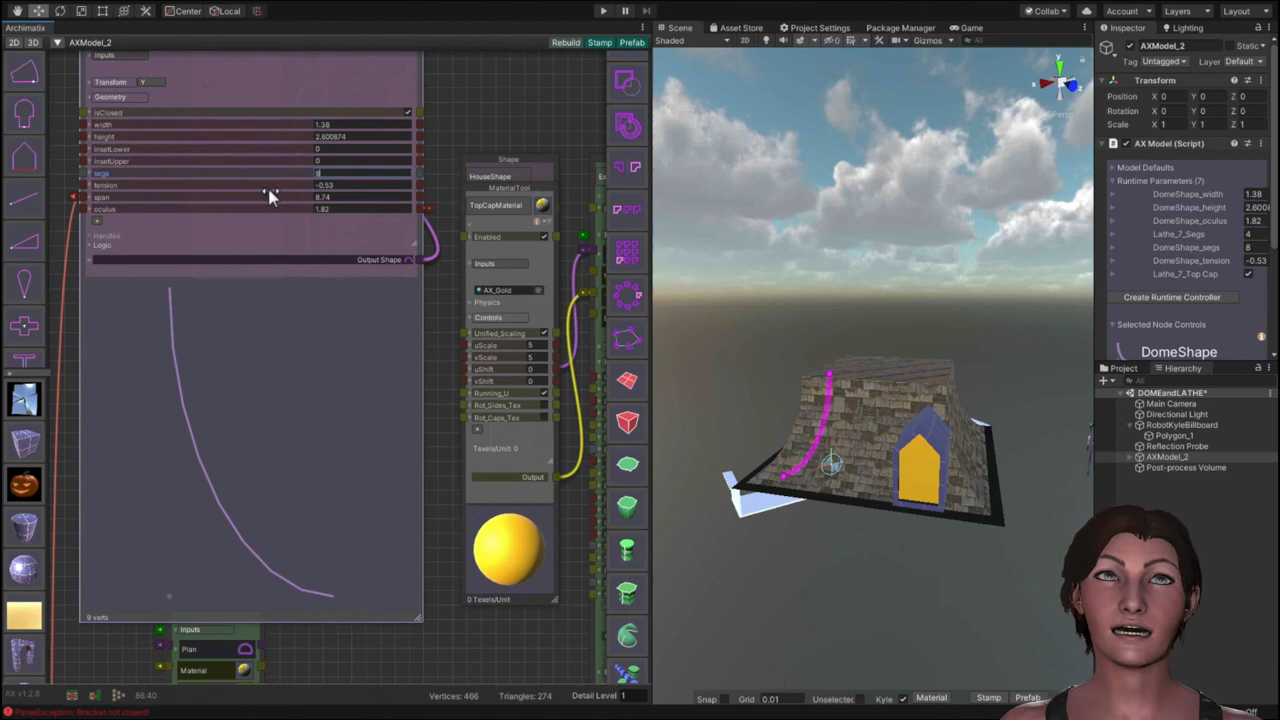 Center Local
Collab Account Layers Layout
Archimatix
Scene Asset Store Project Settings Package Manager Game
Inspector Lighting
2D 3D AXModel_2 Rebuild Stamp Prefab
Shaded 2D Gizmos All
AXModel_2 Static
Tag Untagged Layer Default
Inputs
Transform Y
Geometry
isClosed
width 1.38
height 2.600874
insetLower 0
insetUpper 0
segs 8
tension -0.53
span 8.74
oculus 1.82
Handles
Logic
Output Shape
9 verts
Shape
HouseShape
MaterialTool
TopCapMaterial
Enabled
Inputs
AX_Gold
Physics
Controls
Unified_Scaling
uScale 5
vScale 5
uShift 0
vShift 0
Running_U
Rot_Sides_Tex
Rot_Caps_Tex
Texels/Unit: 0
Output
0 Texels/Unit
Inputs
Plan
Material
y
x
z
Persp
Transform
Position X 0 Y 0 Z 0
Rotation X 0 Y 0 Z 0
Scale X 1 Y 1 Z 1
AX Model (Script)
Model Defaults
Runtime Parameters (7)
DomeShape_width 1.38
DomeShape_height 2.6008
DomeShape_oculus 1.82
Lathe_7_Segs 4
DomeShape_segs 8
DomeShape_tension -0.53
Lathe_7_Top Cap
Create Runtime Controller
Selected Node Controls
DomeShape
Project Hierarchy
All
DOMEandLATHE*
Main Camera
Directional Light
RobotKyleBillboard
Polygon_1
Reflection Probe
AXModel_2
Post-process Volume
AX v1.2.8 88.40 Vertices: 466 Triangles: 274 Detail Level 1
Snap Grid 0.01 Unselected Kyle Material Stamp Prefab
ParseException: Bracket not closed!
Off